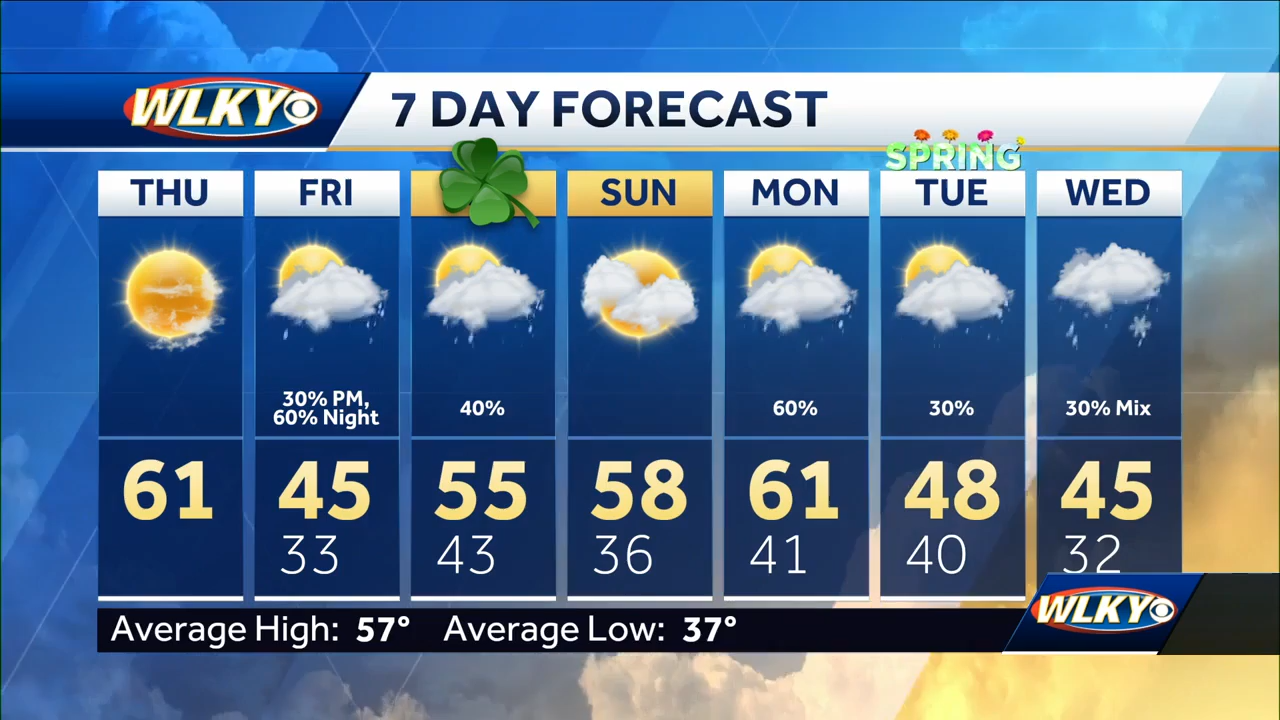 WLKY
7 DAY FORECAST
SPRING
THU FRI SUN MON TUE WED
30% PM,
60% Night
40%
60%
30%
30% Mix
61 45 55 58 61 48 45
33 43 36 41 40 32
Average High: 57° Average Low: 37°
WLKY